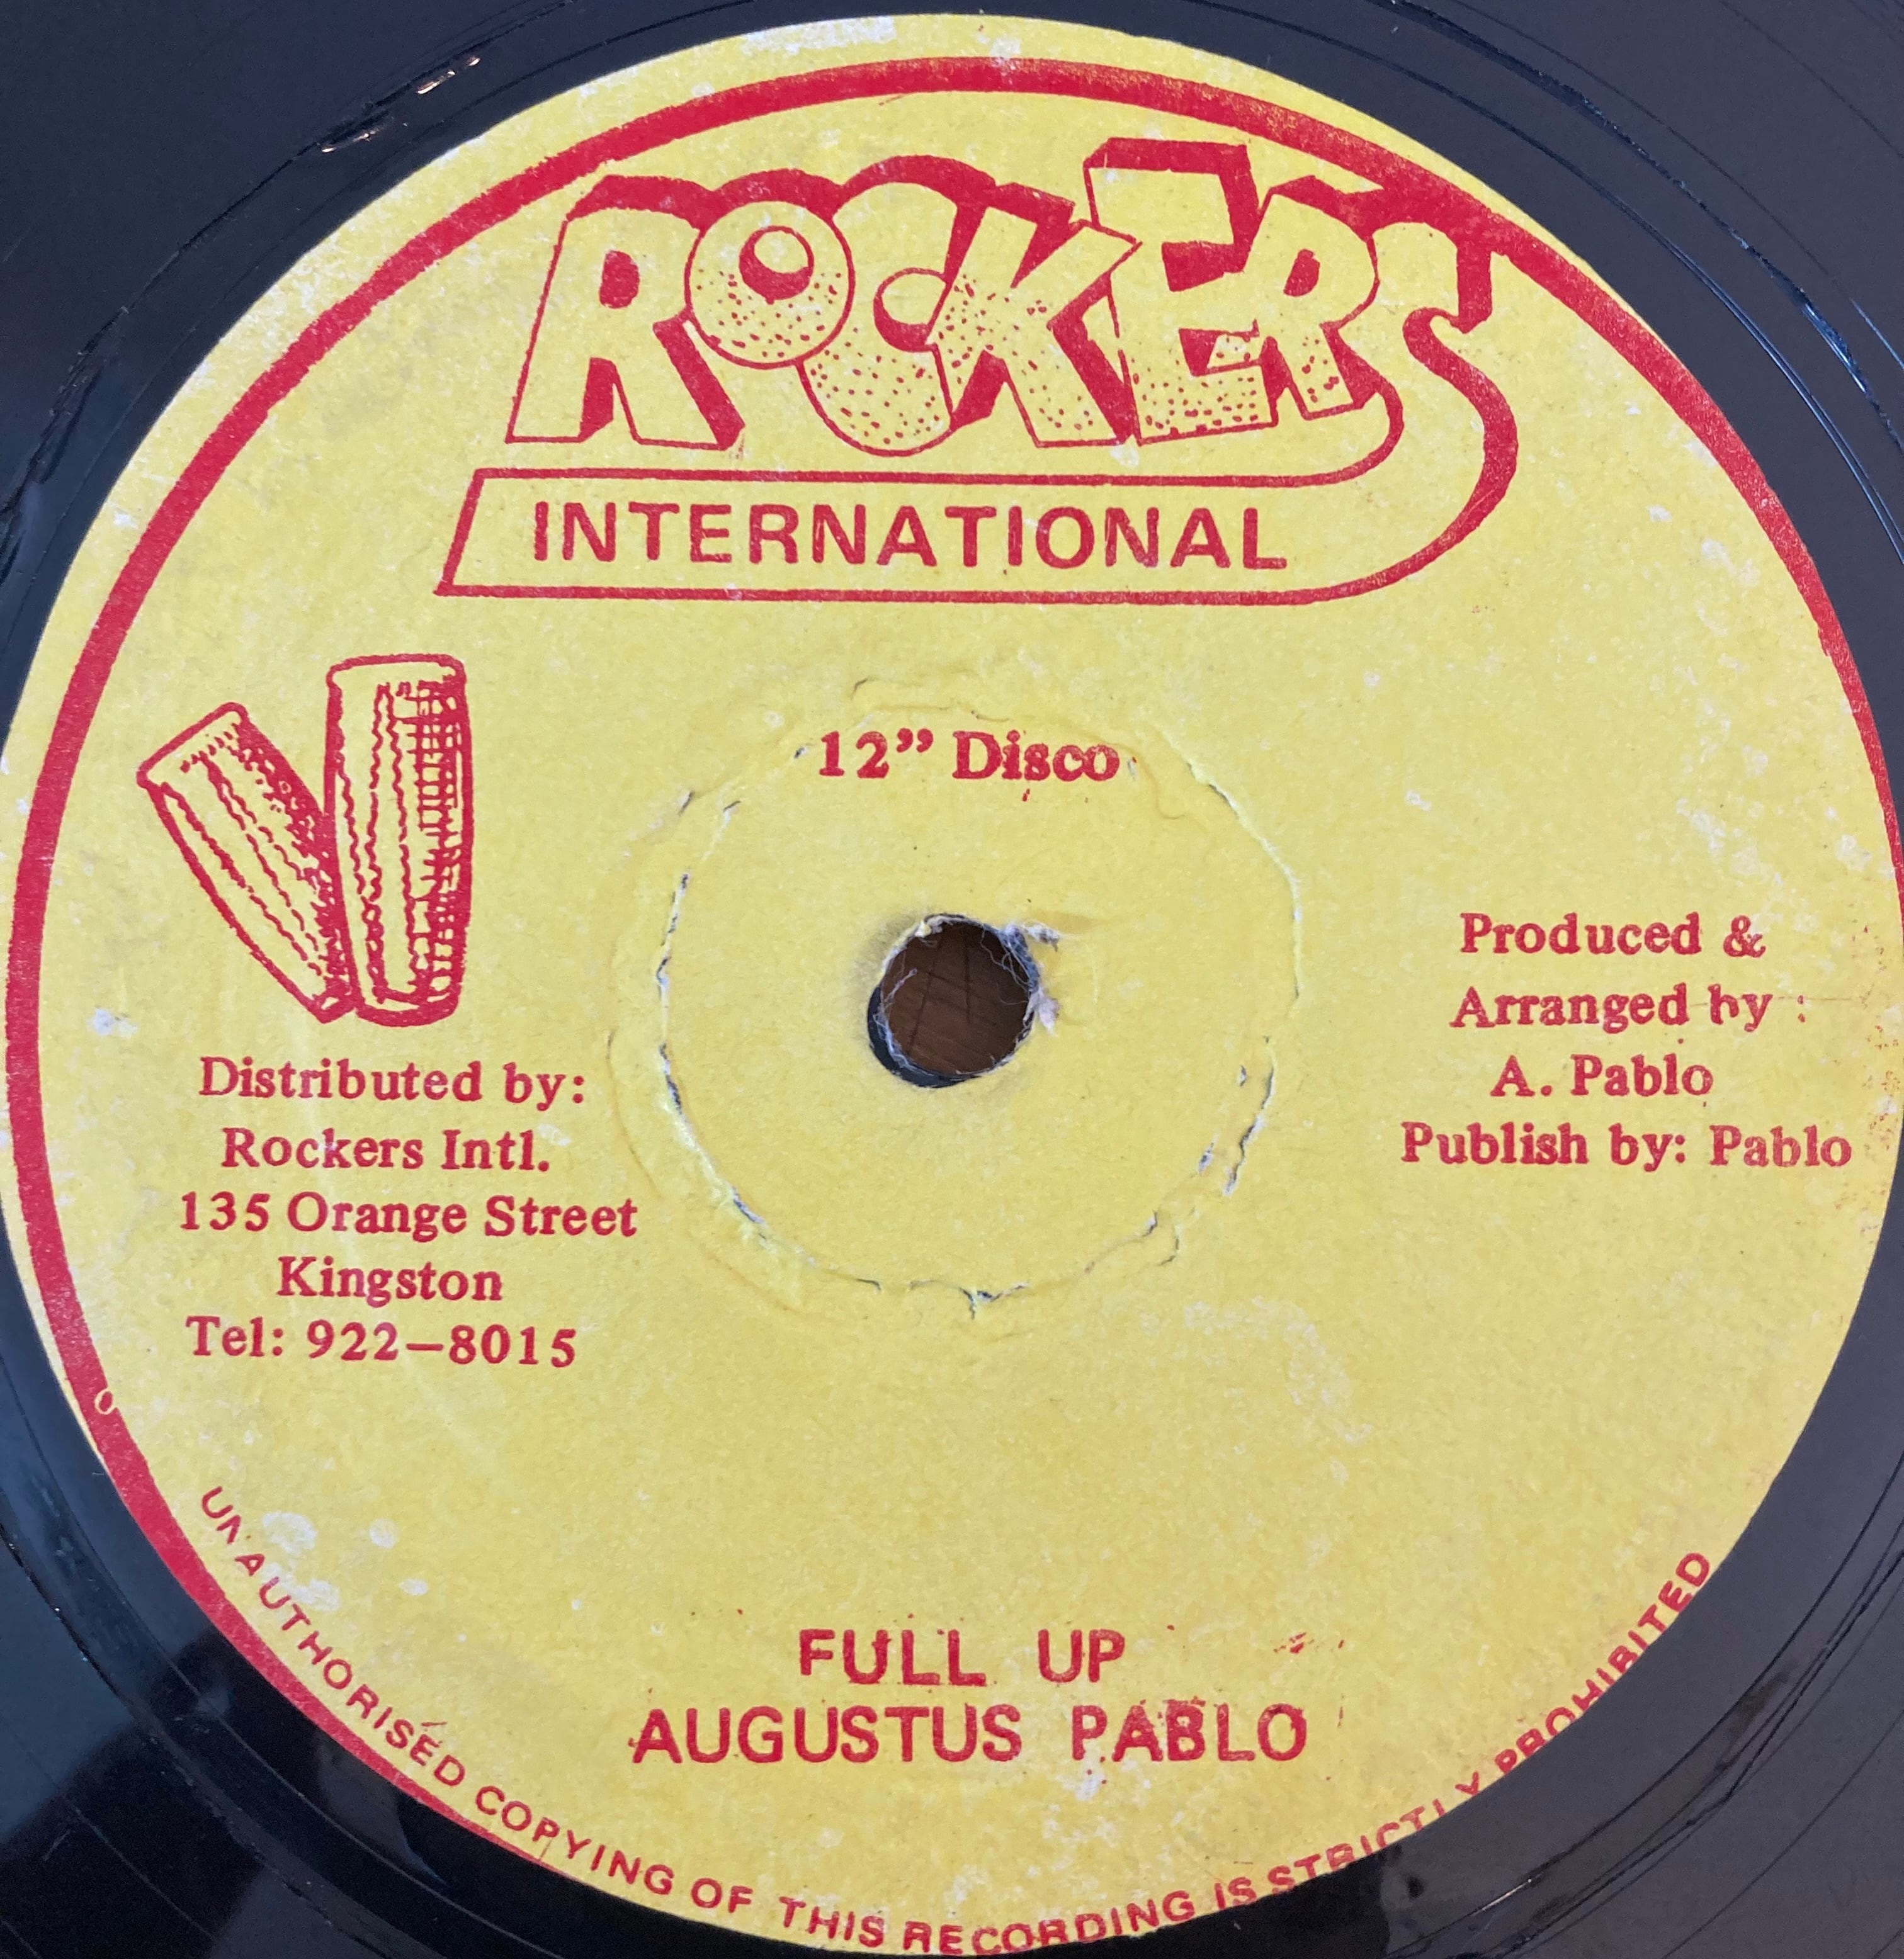 ROCKERS
INTERNATIONAL
12” Disco
Distributed by:
Rockers Intl.
135 Orange Street
Kingston
Tel: 922–8015
Produced &
Arranged by :
A. Pablo
Publish by: Pablo
FULL UP
AUGUSTUS PABLO
UNAUTHORISED COPYING OF THIS RECORDING IS STRICTLY PROHIBITED